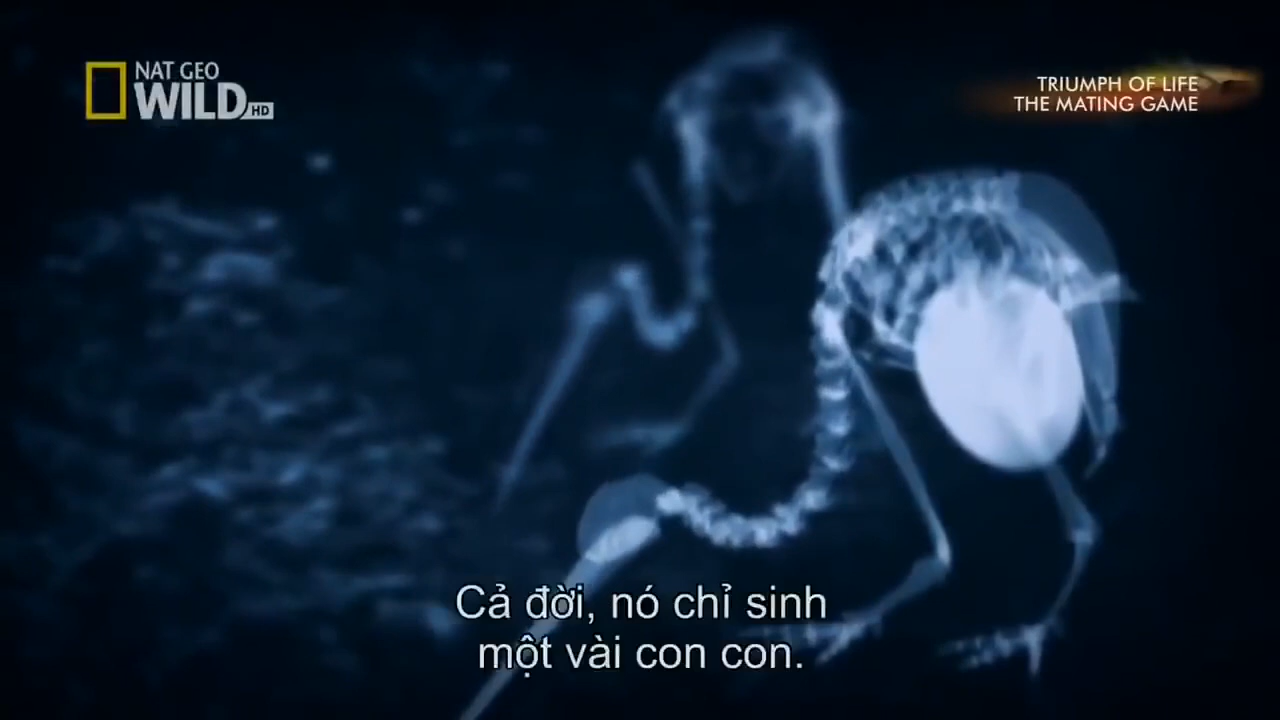 NAT GEO
WILD HD
TRIUMPH OF LIFE
THE MATING GAME
Cả đời, nó chỉ sinh
một vài con con.